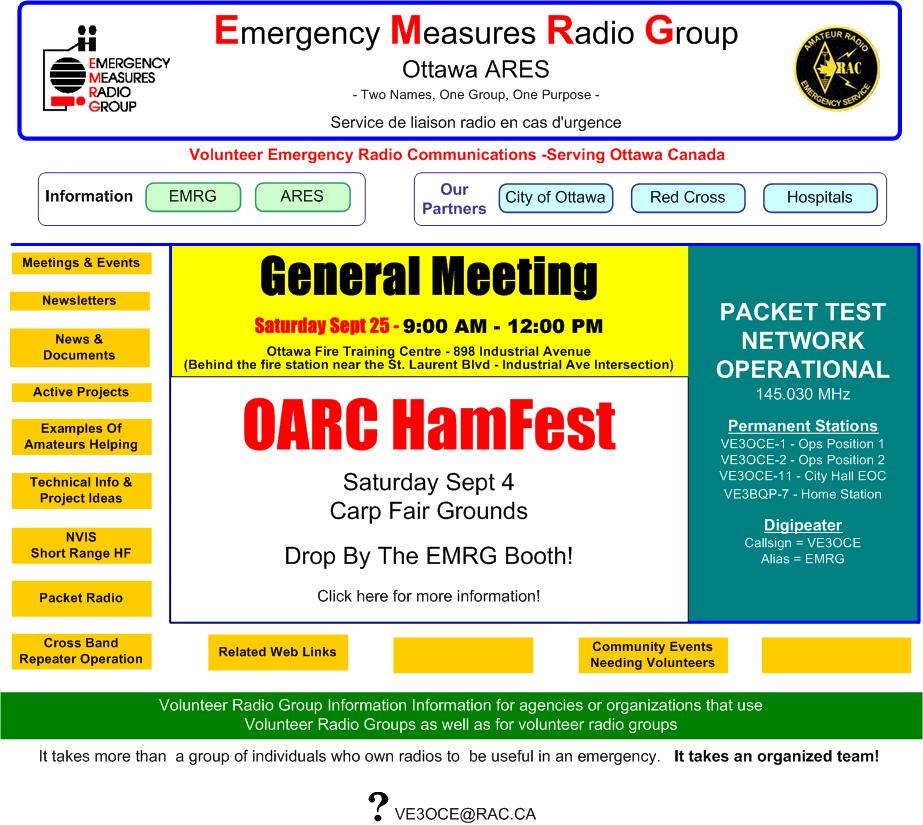 Emergency Measures Radio Group
EMERGENCY
MEASURES
RADIO
GROUP
Ottawa ARES
- Two Names, One Group, One Purpose -
Service de liaison radio en cas d'urgence
AMATEUR RADIO
RAC
EMERGENCY SERVICE
Volunteer Emergency Radio Communications -Serving Ottawa Canada
Information
EMRG
ARES
Our
Partners
City of Ottawa
Red Cross
Hospitals
Meetings & Events
Newsletters
News &
Documents
Active Projects
Examples Of
Amateurs Helping
Technical Info &
Project Ideas
NVIS
Short Range HF
Packet Radio
Cross Band
Repeater Operation
General Meeting
Saturday Sept 25 - 9:00 AM - 12:00 PM
Ottawa Fire Training Centre - 898 Industrial Avenue
(Behind the fire station near the St. Laurent Blvd - Industrial Ave Intersection)
OARC HamFest
Saturday Sept 4
Carp Fair Grounds
Drop By The EMRG Booth!
Click here for more information!
PACKET TEST
NETWORK
OPERATIONAL
145.030 MHz
Permanent Stations
VE3OCE-1 - Ops Position 1
VE3OCE-2 - Ops Position 2
VE3OCE-11 - City Hall EOC
VE3BQP-7 - Home Station
Digipeater
Callsign = VE3OCE
Alias = EMRG
Related Web Links
Community Events
Needing Volunteers
Volunteer Radio Group Information Information for agencies or organizations that use
Volunteer Radio Groups as well as for volunteer radio groups
It takes more than  a group of individuals who own radios to  be useful in an emergency.   It takes an organized team!
? VE3OCE@RAC.CA